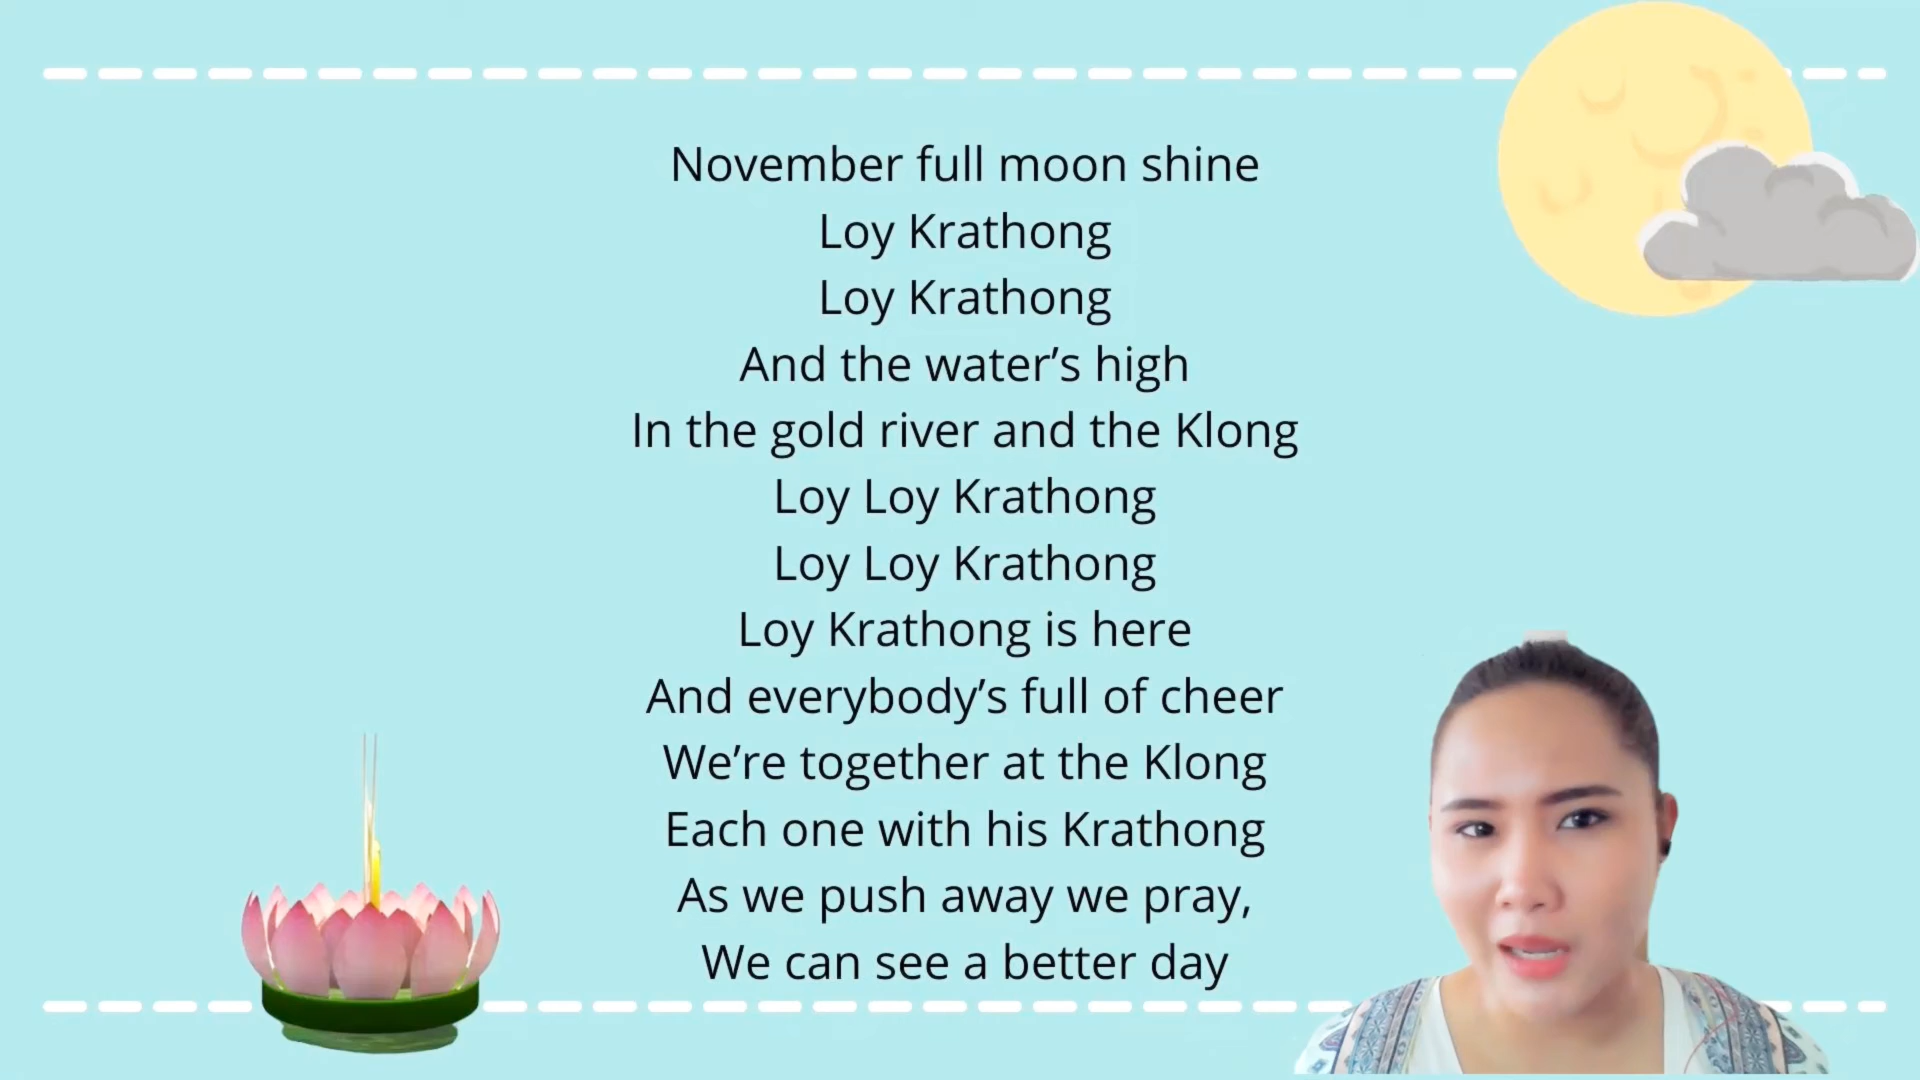 November full moon shine
Loy Krathong
Loy Krathong
And the water’s high
In the gold river and the Klong
Loy Loy Krathong
Loy Loy Krathong
Loy Krathong is here
And everybody’s full of cheer
We’re together at the Klong
Each one with his Krathong
As we push away we pray,
We can see a better day